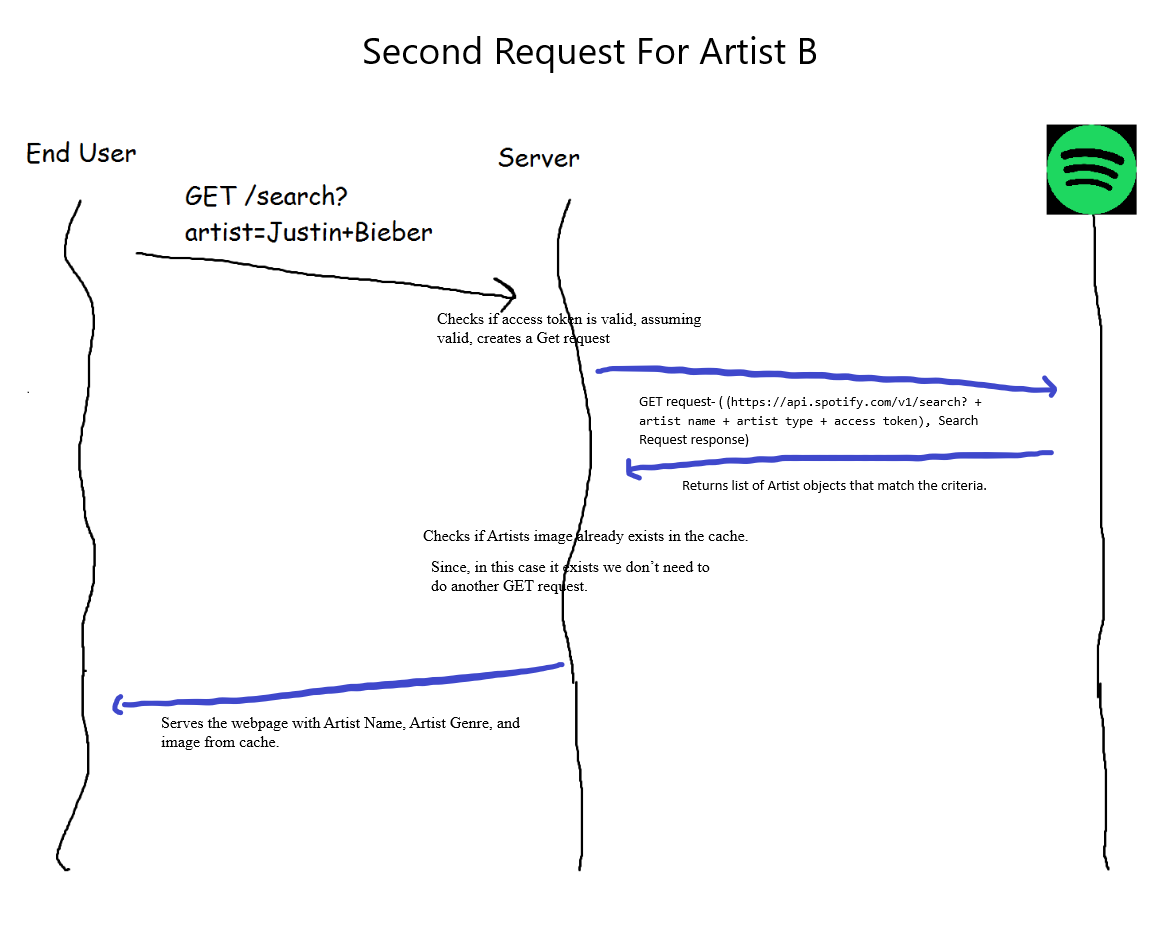 Second Request For Artist B
End User
Server
GET /search?
artist=Justin+Bieber
Checks if access token is valid, assuming
valid, creates a Get request
GET request- ((https://api.spotify.com/v1/search? +
artist name + artist type + access token), Search
Request response)
Returns list of Artist objects that match the criteria.
Checks if Artists image already exists in the cache.
Since, in this case it exists we don’t need to
do another GET request.
Serves the webpage with Artist Name, Artist Genre, and
image from cache.